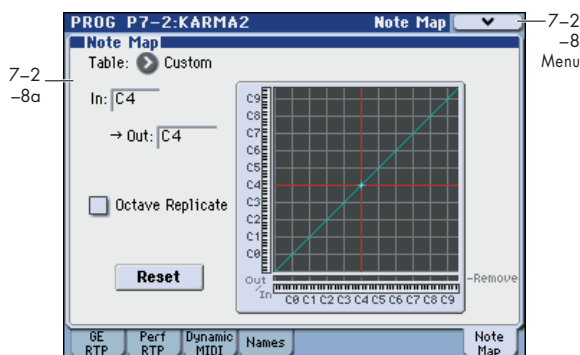 PROG P7-2:KARMA2 Note Map
7–2
–8
Menu
Note Map
7–2
–8a
Table: Custom
In: C4
→ Out: C4
Octave Replicate
Reset
C9
C8
C7
C6
C5
C4
C3
C2
C1
C0
Out
/In
–Remove
C0 C1 C2 C3 C4 C5 C6 C7 C8 C9
GE
RTP
Perf
RTP
Dynamic
MIDI
Names
Note
Map